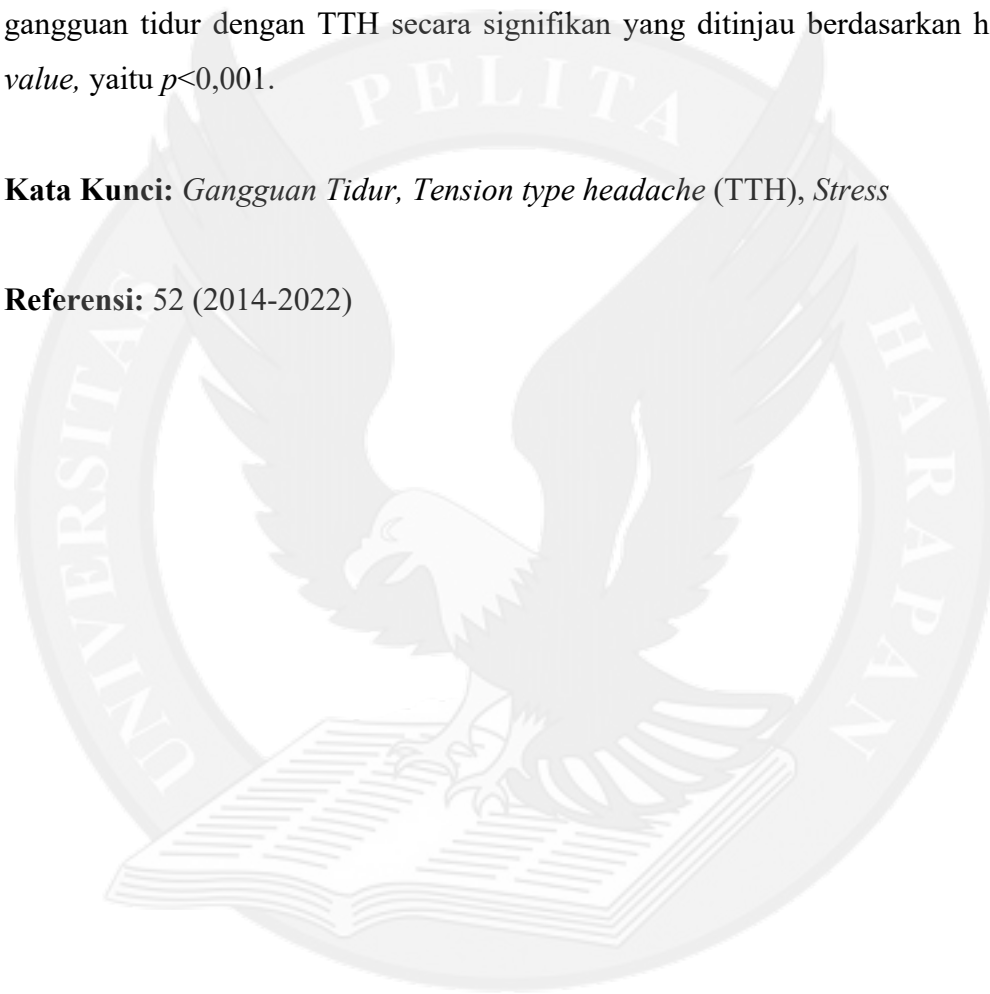 gangguan tidur dengan TTH secara signifikan yang ditinjau berdasarkan h
value, yaitu p<0,001.
Kata Kunci: Gangguan Tidur, Tension type headache (TTH), Stress
Referensi: 52 (2014-2022)
UNIVERSITAS PELITA HARAPAN